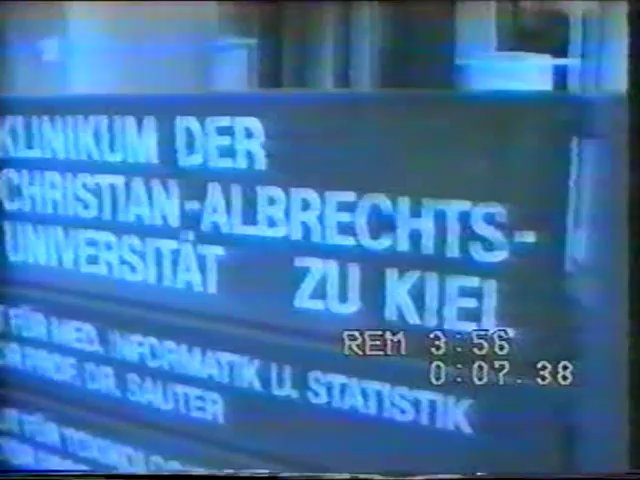 KLINIKUM DER
CHRISTIAN-ALBRECHTS-
UNIVERSITÄT ZU KIEL
FÜR MED. INFORMATIK U. STATISTIK
PROF. DR. SAUTER
FÜR
REM 3:56
0:07.38